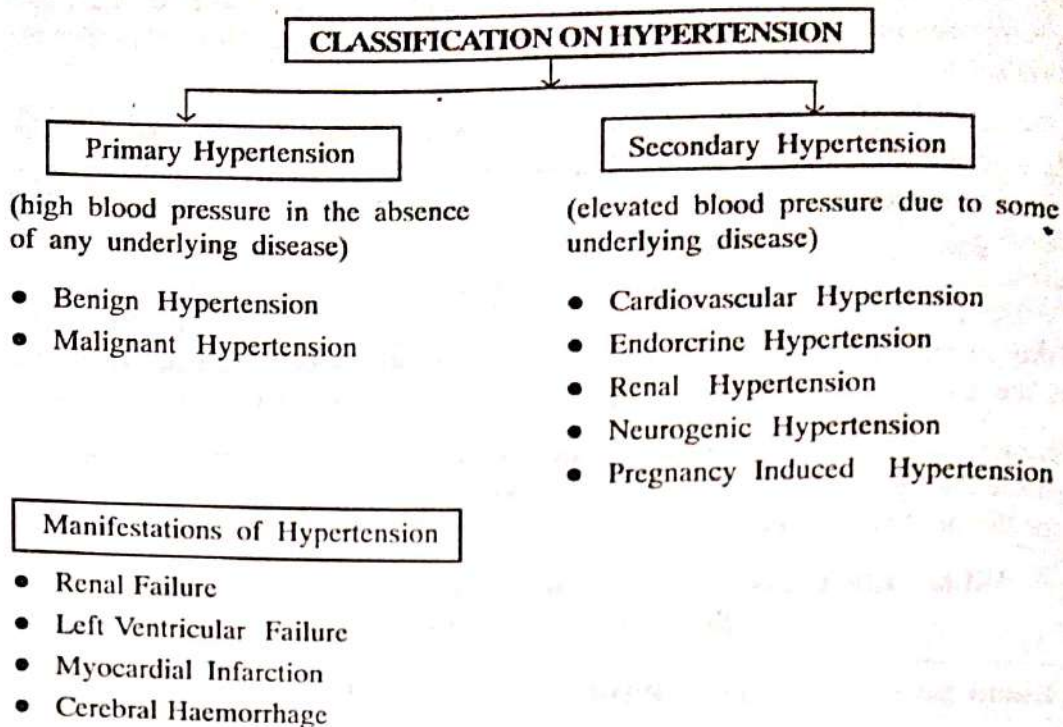 CLASSIFICATION ON HYPERTENSION
Primary Hypertension
(high blood pressure in the absence
of any underlying disease)
• Benign Hypertension
• Malignant Hypertension
Secondary Hypertension
(elevated blood pressure due to some
underlying disease)
• Cardiovascular Hypertension
• Endorcrine Hypertension
• Renal Hypertension
• Neurogenic Hypertension
• Pregnancy Induced Hypertension
Manifestations of Hypertension
• Renal Failure
• Left Ventricular Failure
• Myocardial Infarction
• Cerebral Haemorrhage